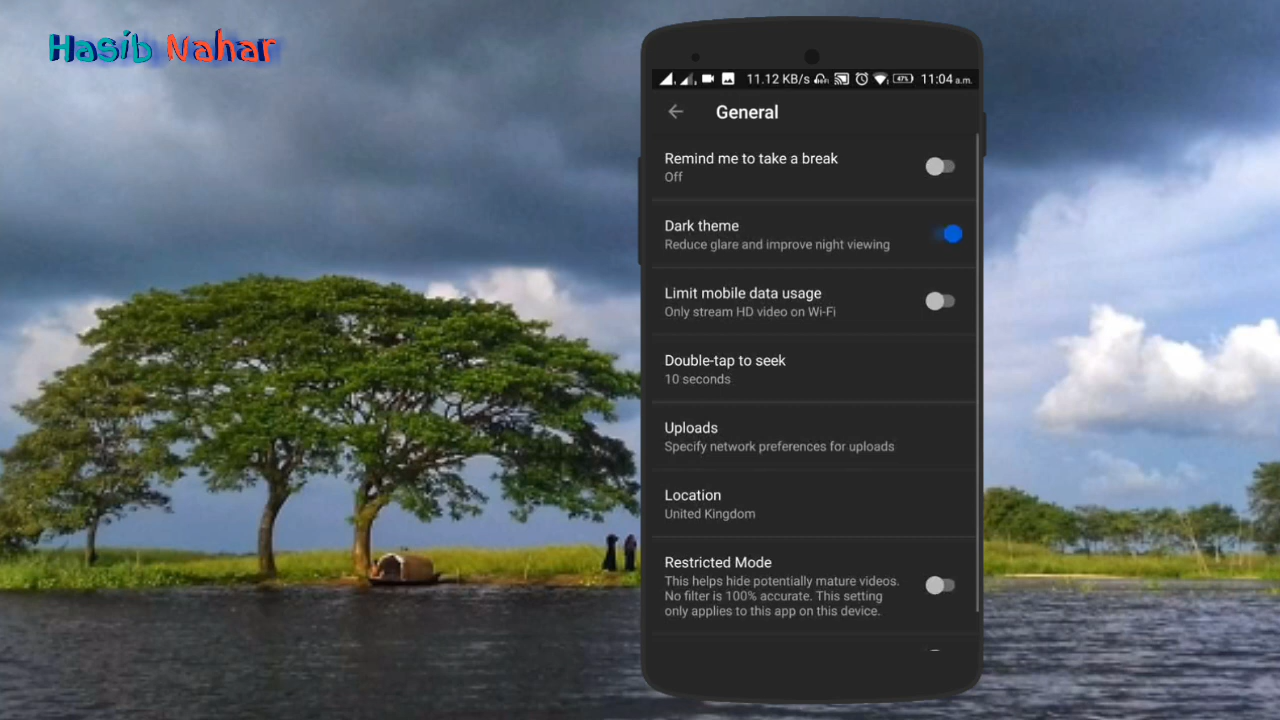 Hasib Nahar
11.12 KB/s 47% 11:04 a.m.
General
Remind me to take a break
Off
Dark theme
Reduce glare and improve night viewing
Limit mobile data usage
Only stream HD video on Wi-Fi
Double-tap to seek
10 seconds
Uploads
Specify network preferences for uploads
Location
United Kingdom
Restricted Mode
This helps hide potentially mature videos.
No filter is 100% accurate. This setting
only applies to this app on this device.